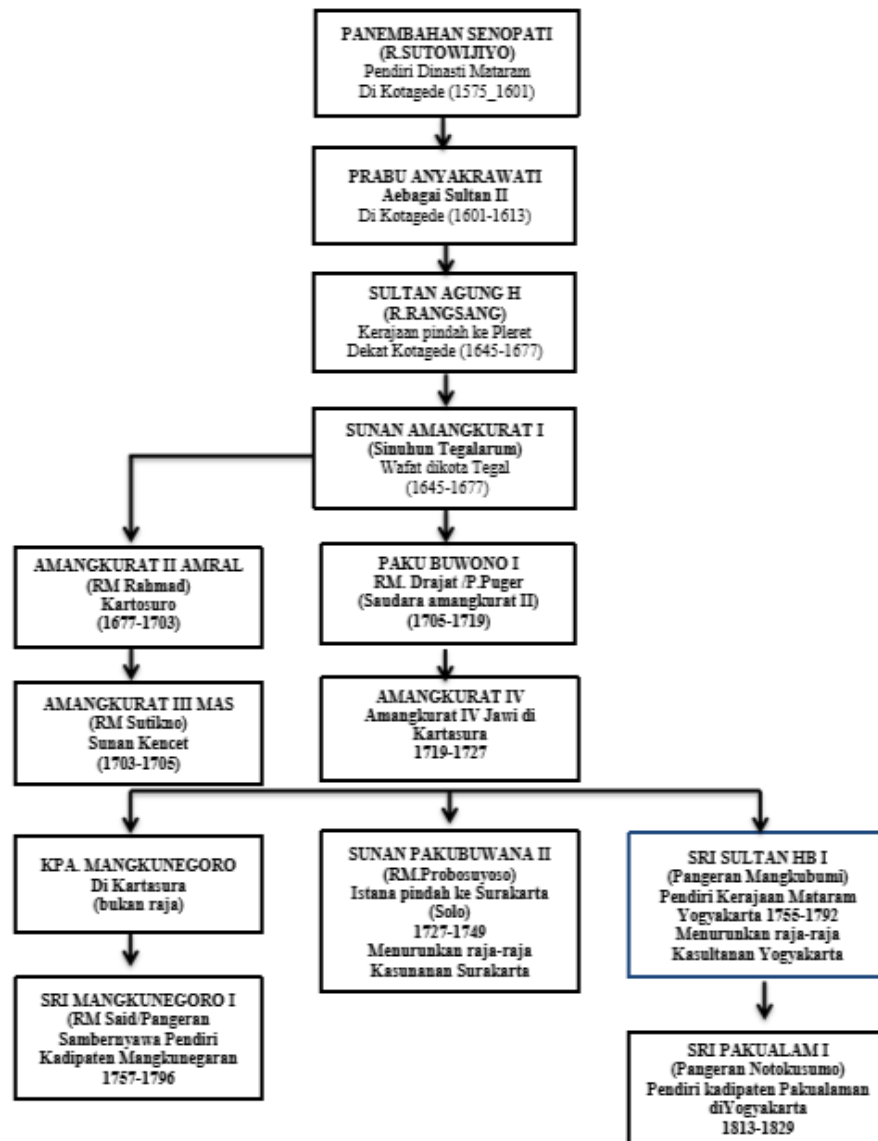 PANEMBAHAN SENOPATI
(R.SUTOWIJIYO)
Pendiri Dinasti Mataram
Di Kotagede (1575_1601)
PRABU ANYAKRAWATI
Aebagai Sultan II
Di Kotagede (1601-1613)
SULTAN AGUNG H
(R.RANGSANG)
Kerajaan pindah ke Pleret
Dekat Kotagede (1645-1677)
SUNAN AMANGKURAT I
(Sinuhun Tegalarum)
Wafat dikota Tegal
(1645-1677)
AMANGKURAT II AMRAL
(RM Rahmad)
Kartosuro
(1677-1703)
PAKU BUWONO I
RM. Drajat /P.Puger
(Saudara amangkurat II)
(1705-1719)
AMANGKURAT III MAS
(RM Sutikno)
Sunan Kencet
(1703-1705)
AMANGKURAT IV
Amangkurat IV Jawi di
Kartasura
1719-1727
KPA. MANGKUNEGORO
Di Kartasura
(bukan raja)
SUNAN PAKUBUWANA II
(RM.Probosuyoso)
Istana pindah ke Surakarta
(Solo)
1727-1749
Menurunkan raja-raja
Kasunanan Surakarta
SRI SULTAN HB I
(Pangeran Mangkubumi)
Pendiri Kerajaan Mataram
Yogyakarta 1755-1792
Menurunkan raja-raja
Kasultanan Yogyakarta
SRI MANGKUNEGORO I
(RM Said/Pangeran
Sambernyawa Pendiri
Kadipaten Mangkunegaran
1757-1796
SRI PAKUALAM I
(Pangeran Notokusumo)
Pendiri kadipaten Pakualaman
diYogyakarta
1813-1829